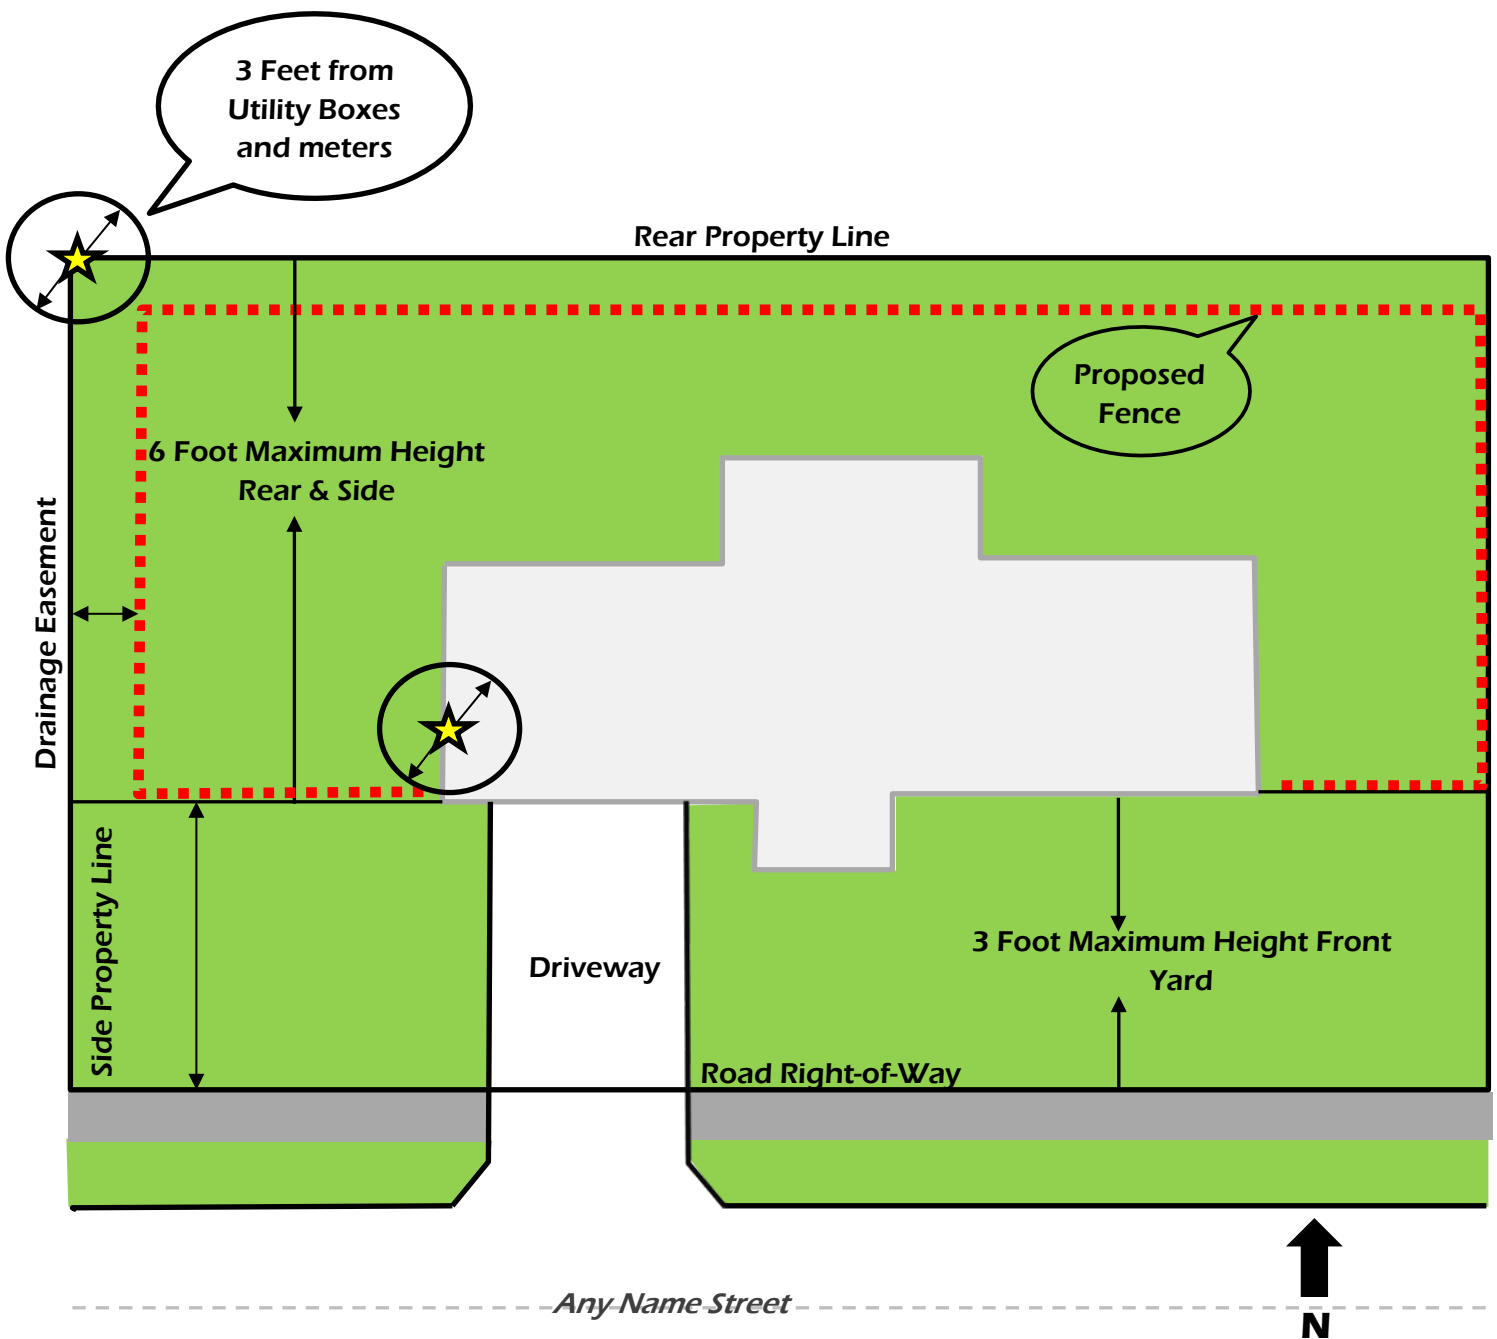 3 Feet from
Utility Boxes
and meters
Rear Property Line
Proposed
Fence
6 Foot Maximum Height
Rear & Side
Drainage Easement
Side Property Line
3 Foot Maximum Height Front
Yard
Driveway
Road Right-of-Way
Any Name Street
N